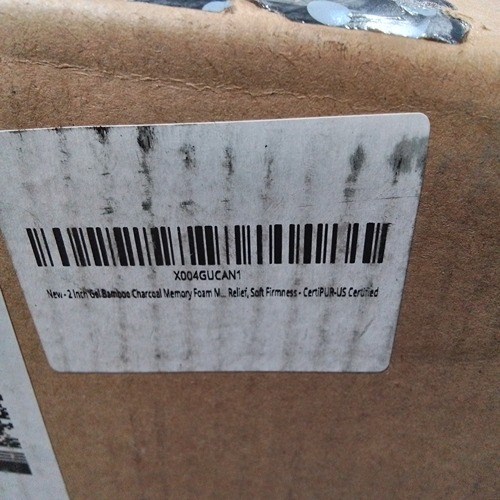 X004GUCAN1
New - 2 Inch Gel Bamboo Charcoal Memory Foam M... Relief, Soft Firmness - CertiPUR-US Certified